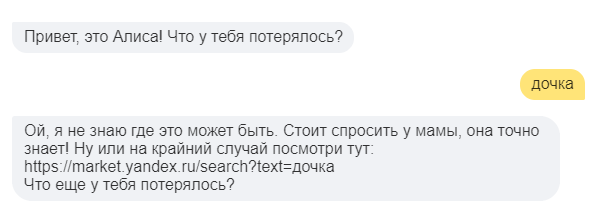 Привет, это Алиса! Что у тебя потерялось?
дочка
Ой, я не знаю где это может быть. Стоит спросить у мамы, она точно
знает! Ну или на крайний случай посмотри тут:
https://market.yandex.ru/search?text=дочка
Что еще у тебя потерялось?